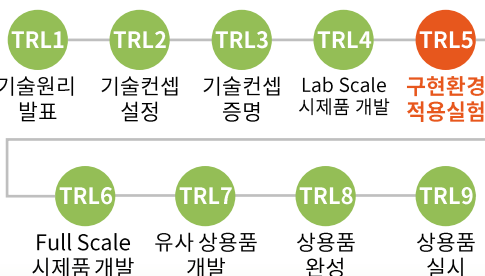 TRL1 TRL2 TRL3 TRL4 TRL5
기술원리 기술컨셉 기술컨셉 Lab Scale 구현환경
발표 설정 증명 시제품 개발 적용실험
TRL6 TRL7 TRL8 TRL9
Full Scale 유사 상용품 상용품 상용품
시제품 개발 개발 완성 실시